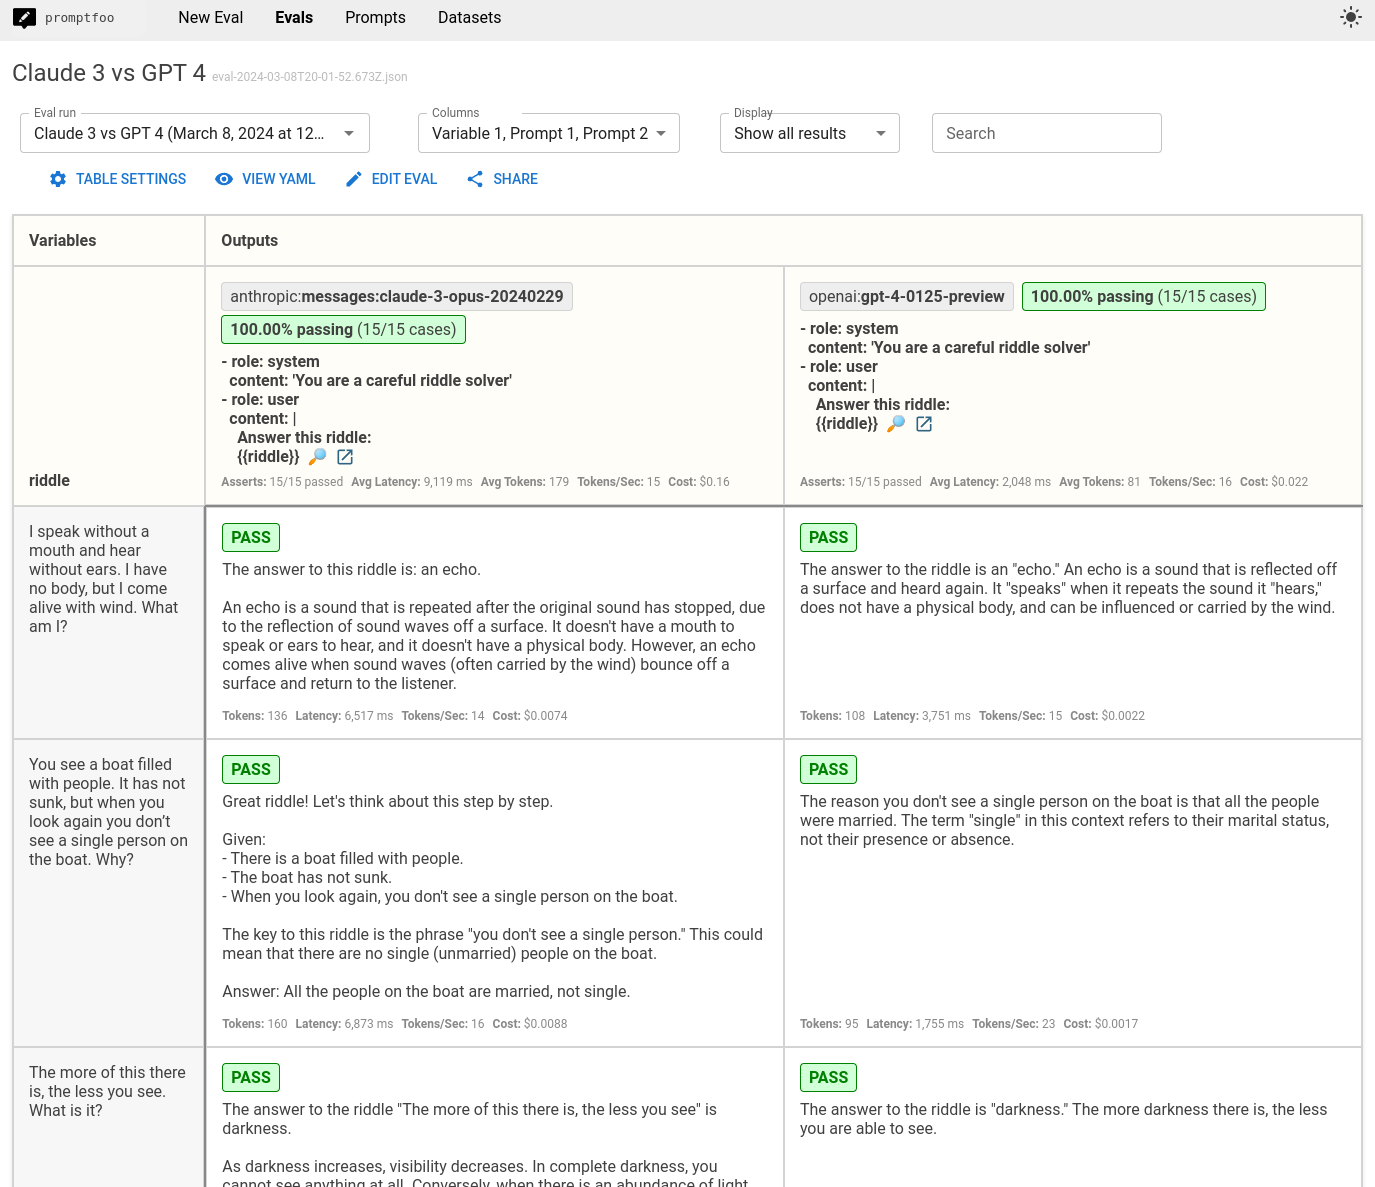 promptfoo
New Eval
Evals
Prompts
Datasets
Claude 3 vs GPT 4 eval-2024-03-08T20-01-52.673Z.json
Eval run
Claude 3 vs GPT 4 (March 8, 2024 at 12...
Columns
Variable 1, Prompt 1, Prompt 2
Display
Show all results
Search
TABLE SETTINGS
VIEW YAML
EDIT EVAL
SHARE
Variables
Outputs
riddle
anthropic:messages:claude-3-opus-20240229
100.00% passing (15/15 cases)
- role: system
content: 'You are a careful riddle solver'
- role: user
content: |
Answer this riddle:
{{riddle}}
Asserts: 15/15 passed Avg Latency: 9,119 ms Avg Tokens: 179 Tokens/Sec: 15 Cost: $0.16
openai:gpt-4-0125-preview
100.00% passing (15/15 cases)
- role: system
content: 'You are a careful riddle solver'
- role: user
content: |
Answer this riddle:
{{riddle}}
Asserts: 15/15 passed Avg Latency: 2,048 ms Avg Tokens: 81 Tokens/Sec: 16 Cost: $0.022
I speak without a
mouth and hear
without ears. I have
no body, but I come
alive with wind. What
am I?
PASS
The answer to this riddle is: an echo.
An echo is a sound that is repeated after the original sound has stopped, due
to the reflection of sound waves off a surface. It doesn't have a mouth to
speak or ears to hear, and it doesn't have a physical body. However, an echo
comes alive when sound waves (often carried by the wind) bounce off a
surface and return to the listener.
Tokens: 136 Latency: 6,517 ms Tokens/Sec: 14 Cost: $0.0074
PASS
The answer to the riddle is an "echo." An echo is a sound that is reflected off
a surface and heard again. It "speaks" when it repeats the sound it "hears,"
does not have a physical body, and can be influenced or carried by the wind.
Tokens: 108 Latency: 3,751 ms Tokens/Sec: 15 Cost: $0.0022
You see a boat filled
with people. It has not
sunk, but when you
look again you don’t
see a single person on
the boat. Why?
PASS
Great riddle! Let's think about this step by step.
Given:
- There is a boat filled with people.
- The boat has not sunk.
- When you look again, you don't see a single person on the boat.
The key to this riddle is the phrase "you don't see a single person." This could
mean that there are no single (unmarried) people on the boat.
Answer: All the people on the boat are married, not single.
Tokens: 160 Latency: 6,873 ms Tokens/Sec: 16 Cost: $0.0088
PASS
The reason you don't see a single person on the boat is that all the people
were married. The term "single" in this context refers to their marital status,
not their presence or absence.
Tokens: 95 Latency: 1,755 ms Tokens/Sec: 23 Cost: $0.0017
The more of this there
is, the less you see.
What is it?
PASS
The answer to the riddle "The more of this there is, the less you see" is
darkness.
As darkness increases, visibility decreases. In complete darkness, you
cannot see anything at all. Conversely, when there is an abundance of light,
PASS
The answer to the riddle is "darkness." The more darkness there is, the less
you are able to see.